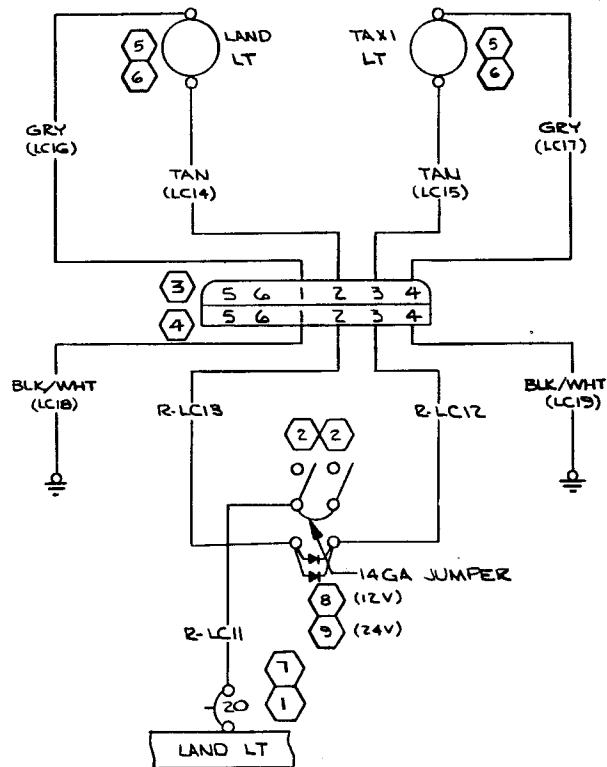 5
6
LAND
LT
TAXI
LT
5
6
GRY
(LC16)
TAN
(LC14)
TAN
(LC15)
GRY
(LC17)
3
5 6 1 2 3 4
4
5 6 1 2 3 4
BLK/WHT
(LC18)
R-LC13
R-LC12
BLK/WHT
(LC19)
2 2
14GA JUMPER
8 (12V)
9 (24V)
R-LC11
7
20
1
LAND LT